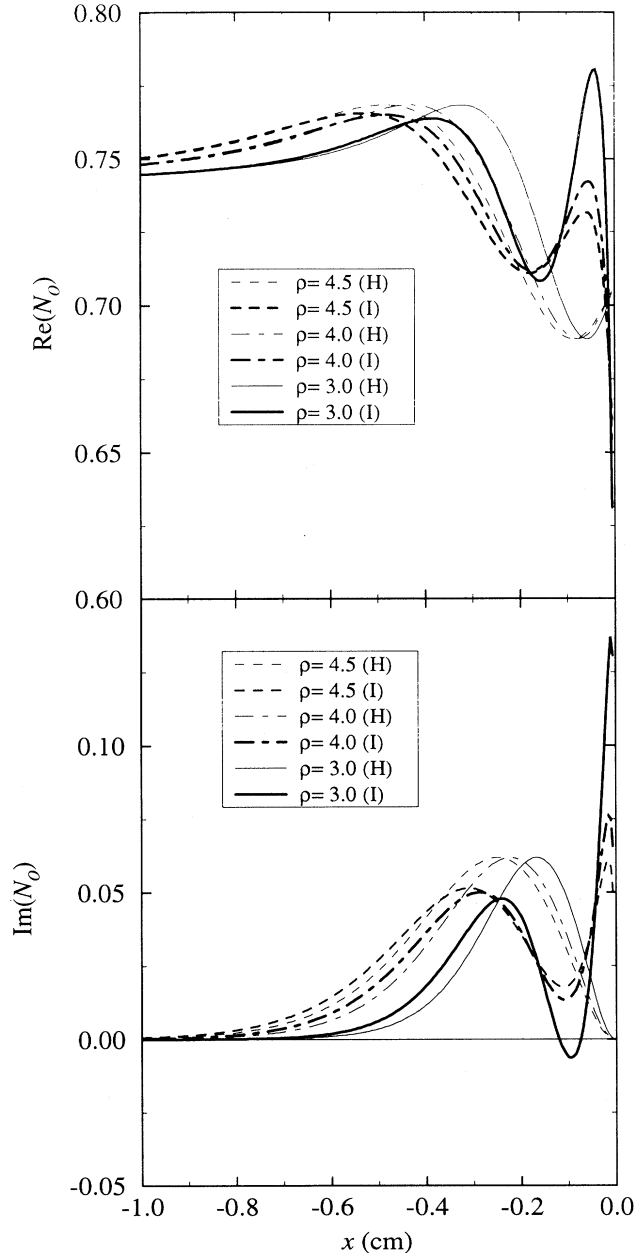 0.80
0.75
0.70
0.65
0.60
Re(N_o)
ρ= 4.5 (H)
ρ= 4.5 (I)
ρ= 4.0 (H)
ρ= 4.0 (I)
ρ= 3.0 (H)
ρ= 3.0 (I)
0.10
0.05
0.00
-0.05
Im(N_o)
ρ= 4.5 (H)
ρ= 4.5 (I)
ρ= 4.0 (H)
ρ= 4.0 (I)
ρ= 3.0 (H)
ρ= 3.0 (I)
-1.0 -0.8 -0.6 -0.4 -0.2 0.0
x (cm)